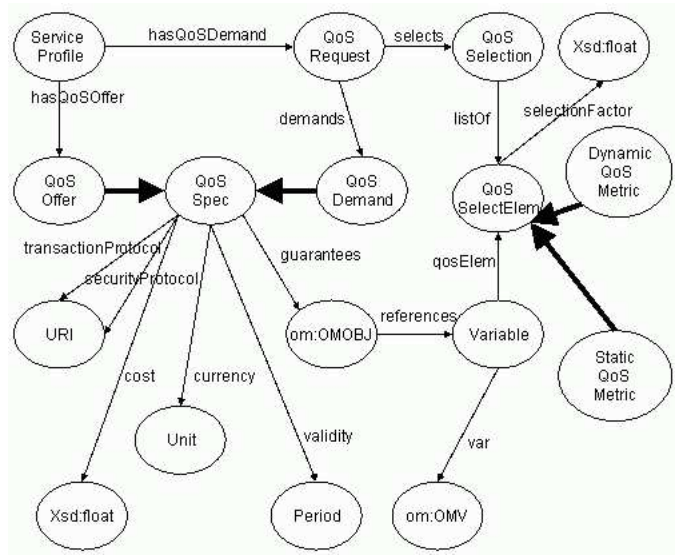 Service
Profile
hasQoSDemand
QoS
Request
selects
QoS
Selection
Xsd:float
hasQoSOffer
demands
listOf
selectionFactor
Dynamic
QoS
Metric
QoS
Offer
QoS
Spec
QoS
Demand
QoS
SelectElem
transactionProtocol
securityProtocol
guarantees
qosElem
URI
om:OMOBJ
references
Variable
Static
QoS
Metric
cost
currency
Unit
validity
var
Xsd:float
Period
om:OMV